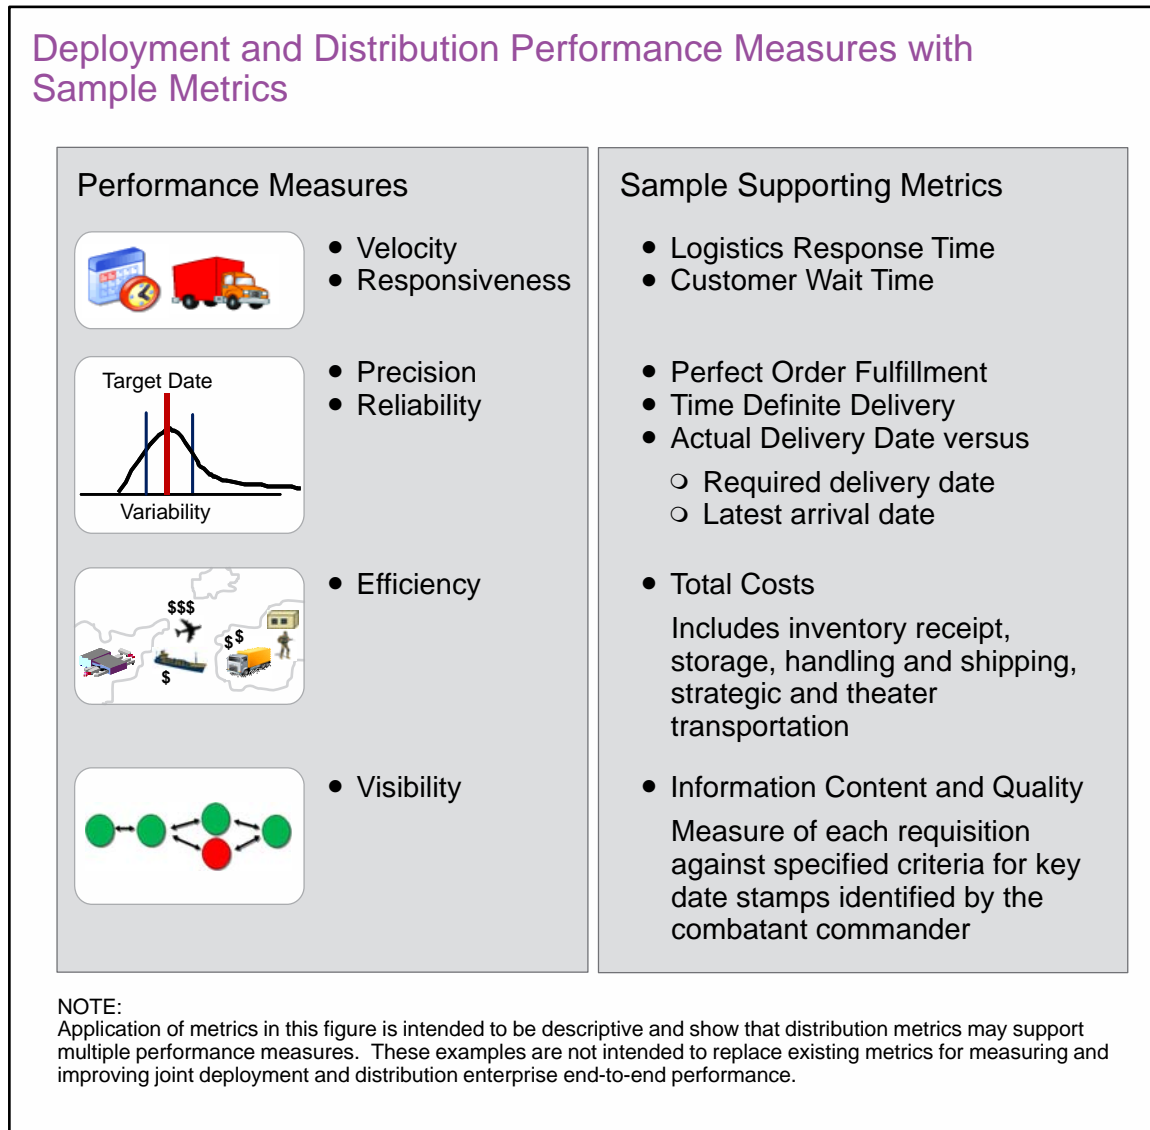 Deployment and Distribution Performance Measures with
Sample Metrics
Performance Measures
• Velocity
• Responsiveness
Target Date
Variability
• Precision
• Reliability
$$$
$
$
$
• Efficiency
• Visibility
Sample Supporting Metrics
• Logistics Response Time
• Customer Wait Time
• Perfect Order Fulfillment
• Time Definite Delivery
• Actual Delivery Date versus
❍ Required delivery date
❍ Latest arrival date
• Total Costs
Includes inventory receipt,
storage, handling and shipping,
strategic and theater
transportation
• Information Content and Quality
Measure of each requisition
against specified criteria for key
date stamps identified by the
combatant commander
NOTE:
Application of metrics in this figure is intended to be descriptive and show that distribution metrics may support
multiple performance measures.  These examples are not intended to replace existing metrics for measuring and
improving joint deployment and distribution enterprise end-to-end performance.